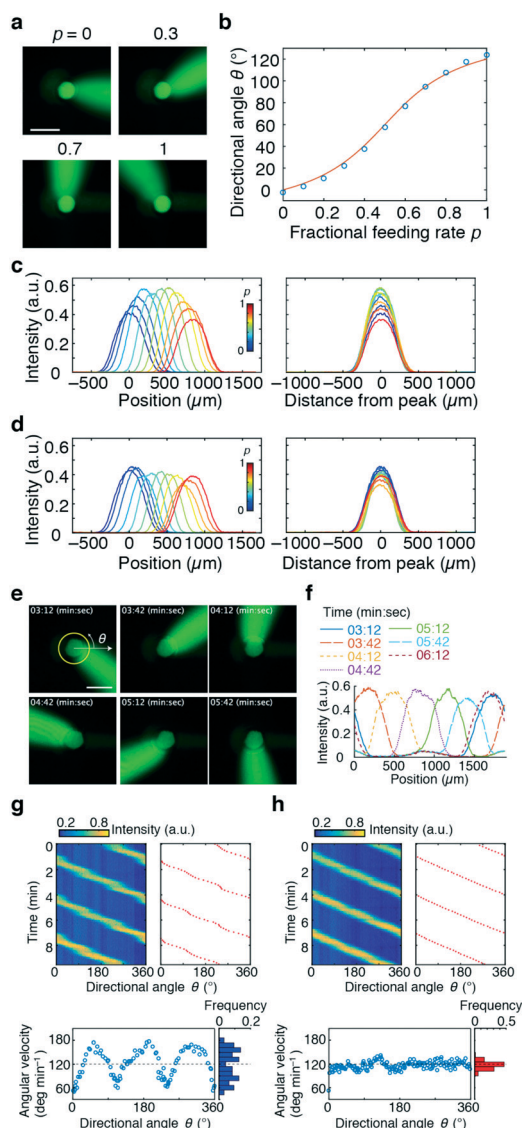 a
p = 0
0.3
0.7
1
b
Directional angle θ (°)
120
100
80
60
40
20
0
0
0.2
0.4
0.6
0.8
1
Fractional feeding rate p
c
Intensity (a.u.)
0.6
0.4
0.2
0
p
1
0
−500
0
500
1000
1500
Position (µm)
−1000
−500
0
500
1000
Distance from peak (µm)
d
Intensity (a.u.)
0.6
0.4
0.2
0
p
1
0
−500
0
500
1000
1500
Position (µm)
−1000
−500
0
500
1000
Distance from peak (µm)
e
03:12 (min:sec)
θ
03:42 (min:sec)
04:12 (min:sec)
04:42 (min:sec)
05:12 (min:sec)
05:42 (min:sec)
f
Time (min:sec)
03:12
03:42
04:12
04:42
05:12
05:42
06:12
Intensity (a.u.)
0.6
0.4
0.2
0
0
500
1000
1500
Position (µm)
g
0.2
0.8
Intensity (a.u.)
Time (min)
0
2
4
6
8
0
180
360
0
180
360
Directional angle θ (°)
Frequency
0
0.2
Angular velocity
(deg min⁻¹)
180
120
60
0
180
360
Directional angle θ (°)
h
0.2
0.8
Intensity (a.u.)
Time (min)
0
2
4
6
8
0
180
360
0
180
360
Directional angle θ (°)
Frequency
0
0.5
Angular velocity
(deg min⁻¹)
180
120
60
0
180
360
Directional angle θ (°)